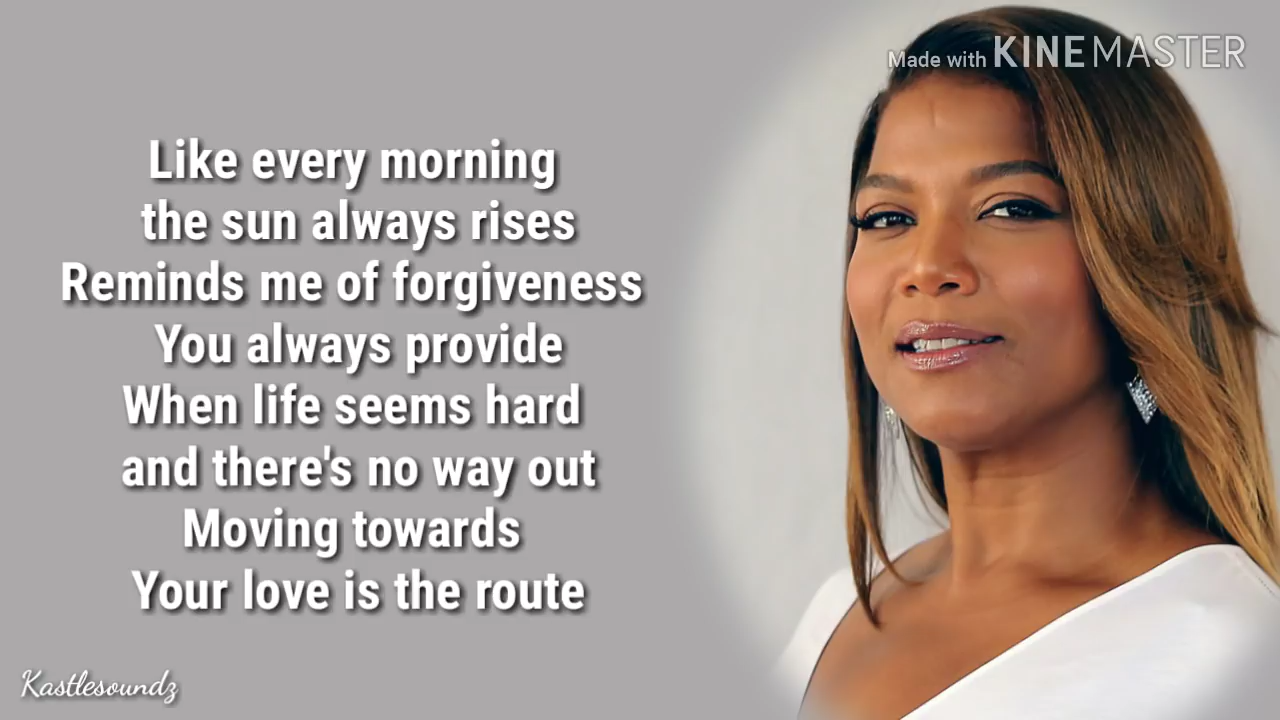 Made with KINEMASTER
Like every morning
the sun always rises
Reminds me of forgiveness
You always provide
When life seems hard
and there's no way out
Moving towards
Your love is the route
Kastlesoundz